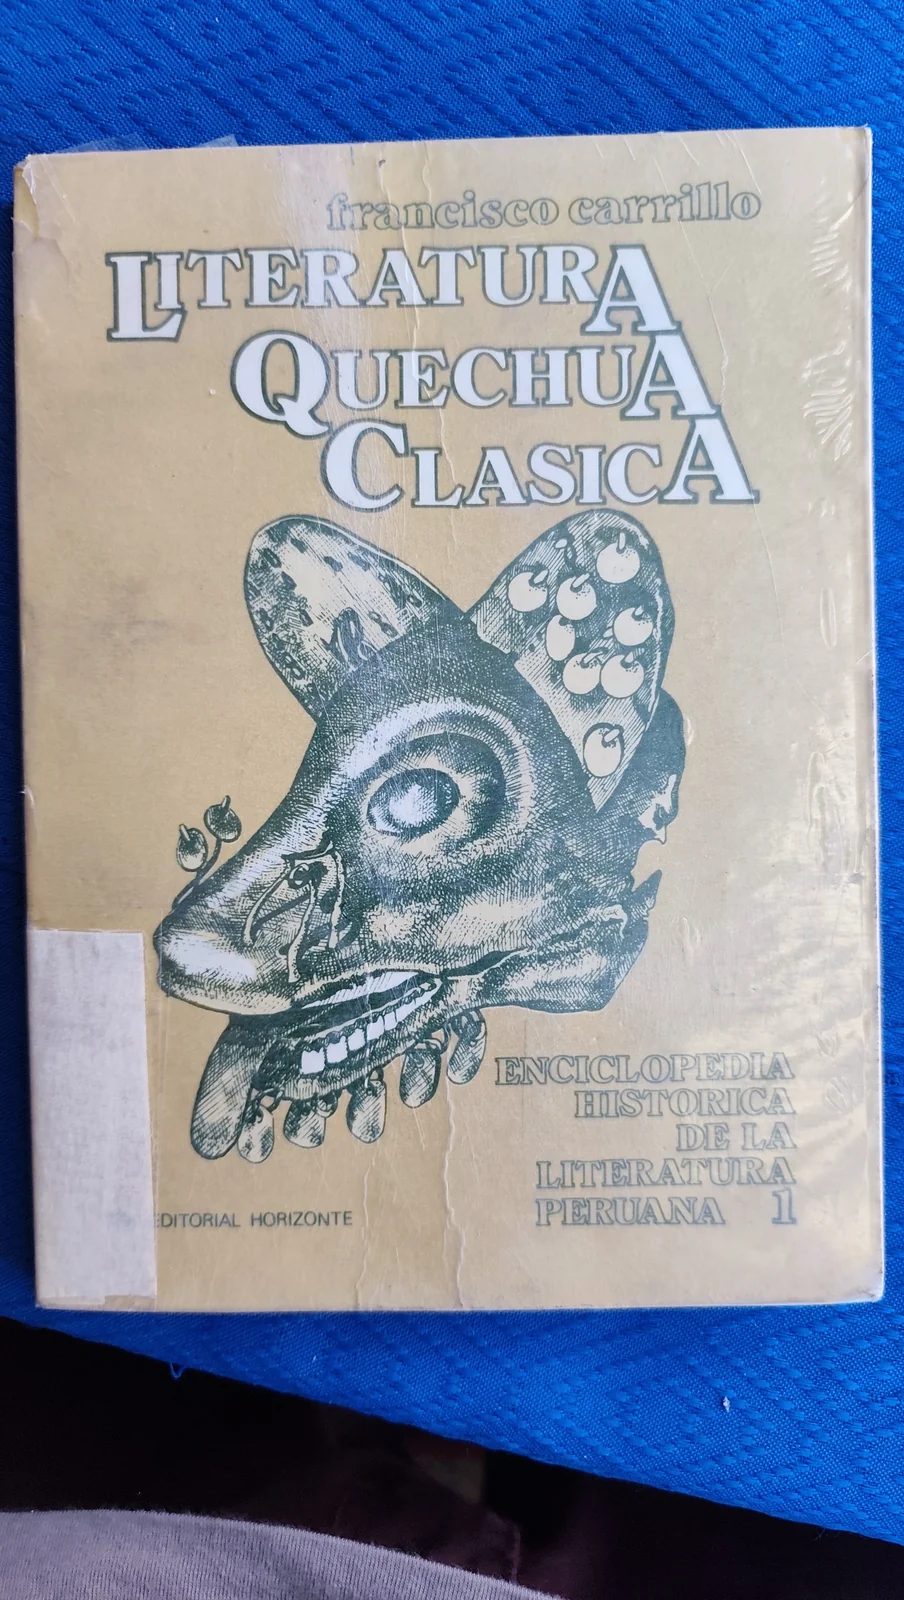 francisco carrillo
LITERATURA
QUECHUA
CLASICA
ENCICLOPEDIA
HISTORICA
DE LA
LITERATURA
PERUANA 1
EDITORIAL HORIZONTE